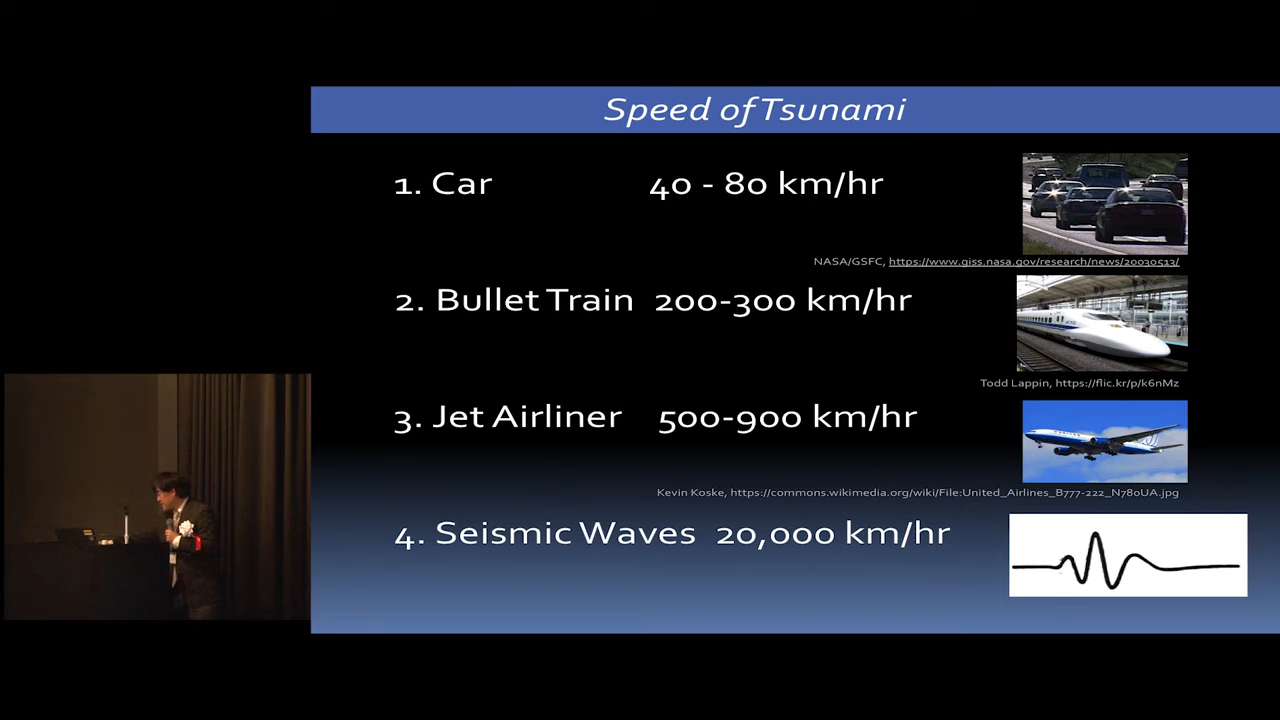 Speed of Tsunami
1. Car 40 - 80 km/hr
NASA/GSFC, https://www.giss.nasa.gov/research/news/20030513/
2. Bullet Train 200-300 km/hr
Todd Lappin, https://flic.kr/p/k6nMz
3. Jet Airliner 500-900 km/hr
Kevin Koske, https://commons.wikimedia.org/wiki/File:United_Airlines_B777-222_N780UA.jpg
4. Seismic Waves 20,000 km/hr